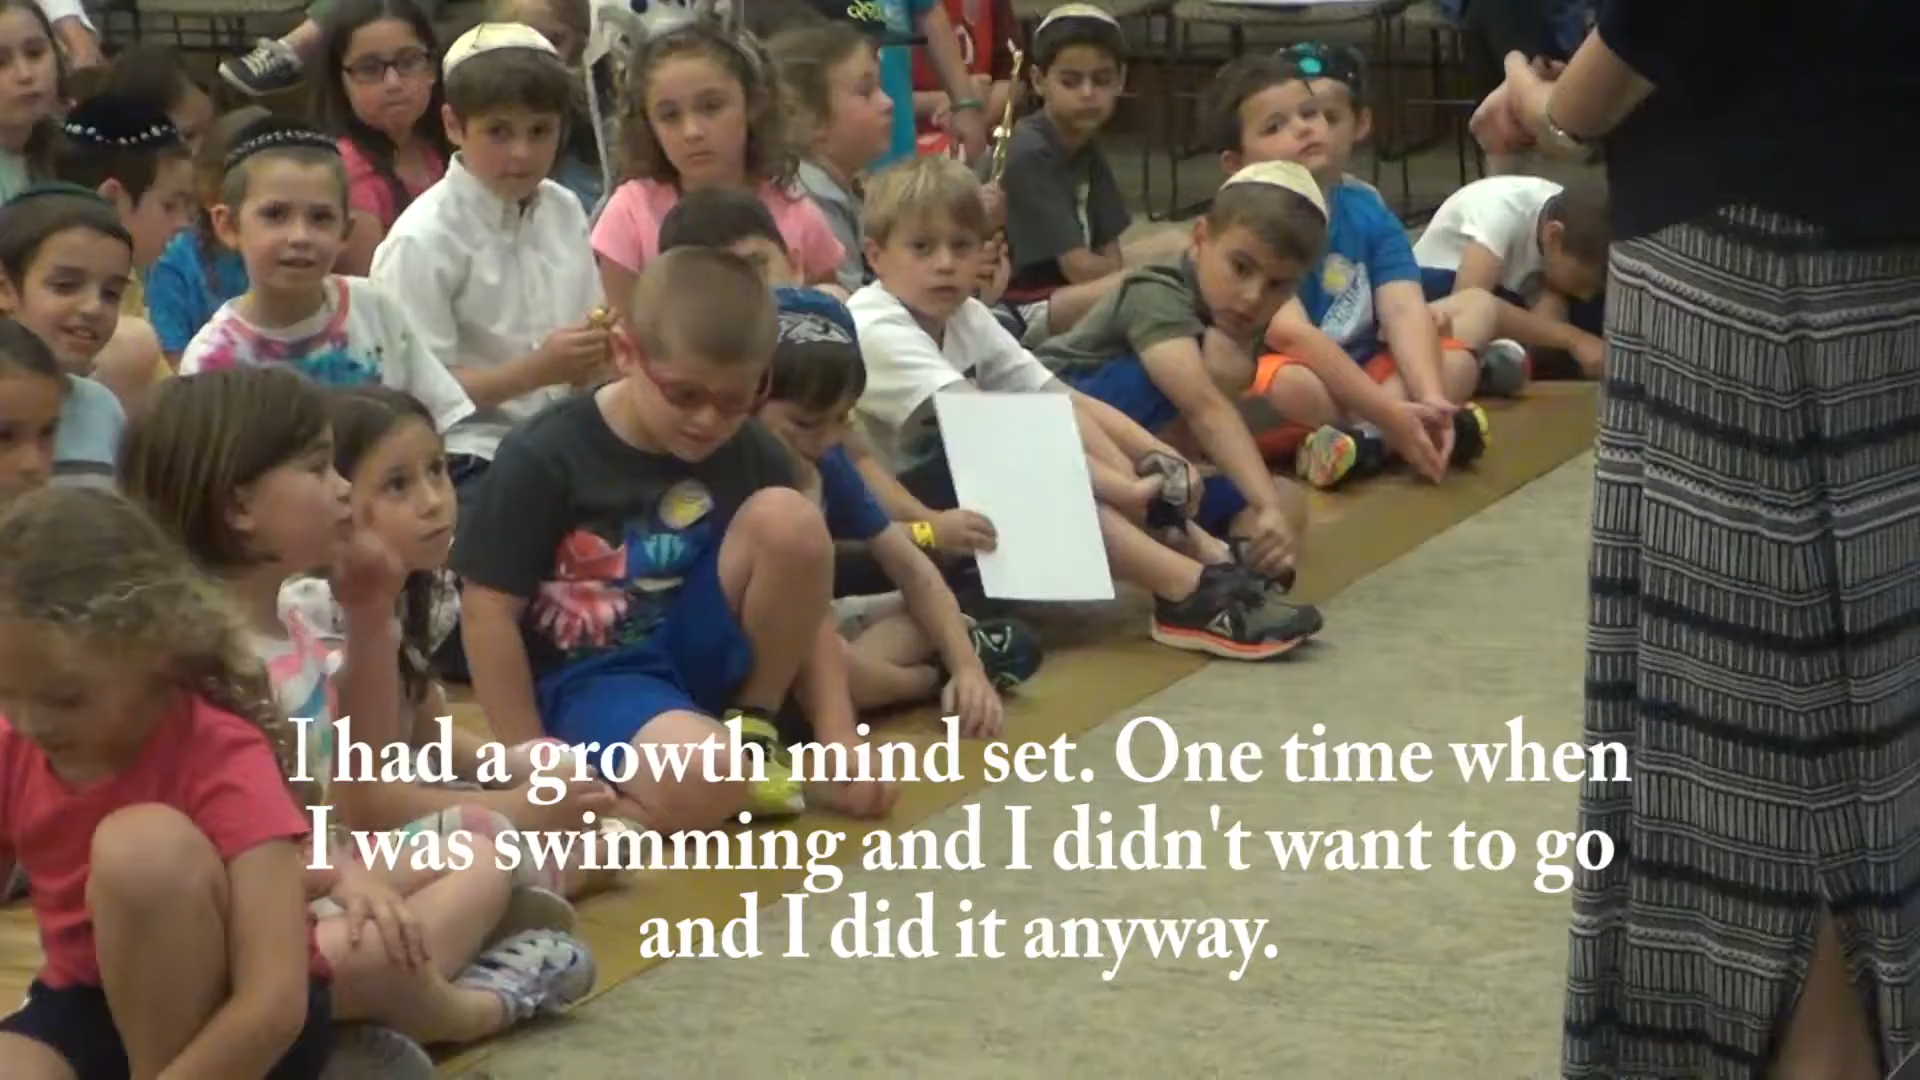 I had a growth mind set. One time when
I was swimming and I didn't want to go
and I did it anyway.